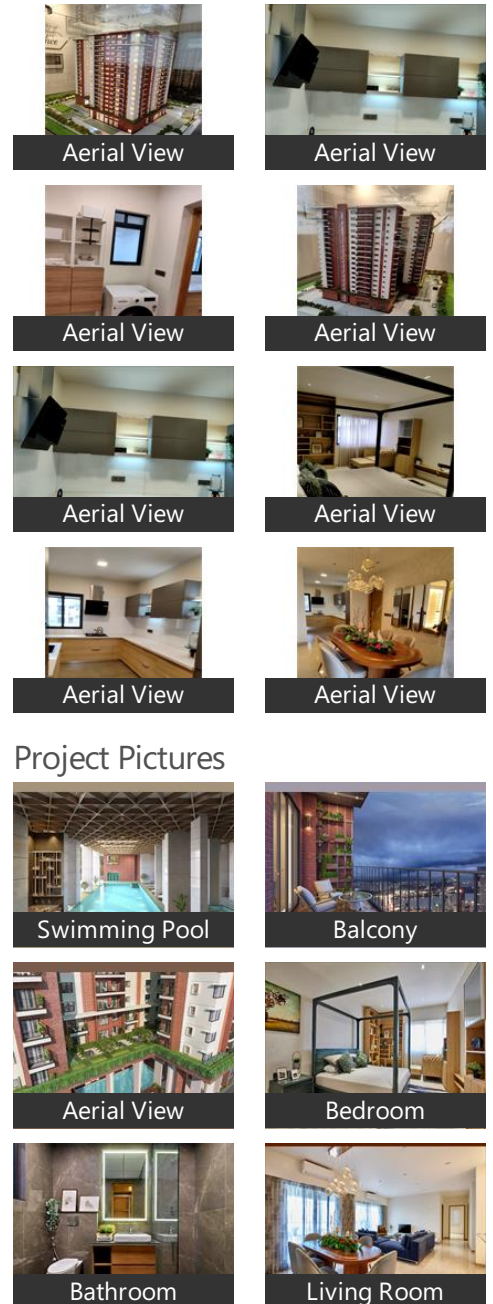 Aerial View
Aerial View
Aerial View
Aerial View
Aerial View
Aerial View
Aerial View
Aerial View
Project Pictures
Swimming Pool
Balcony
Aerial View
Bedroom
Bathroom
Living Room